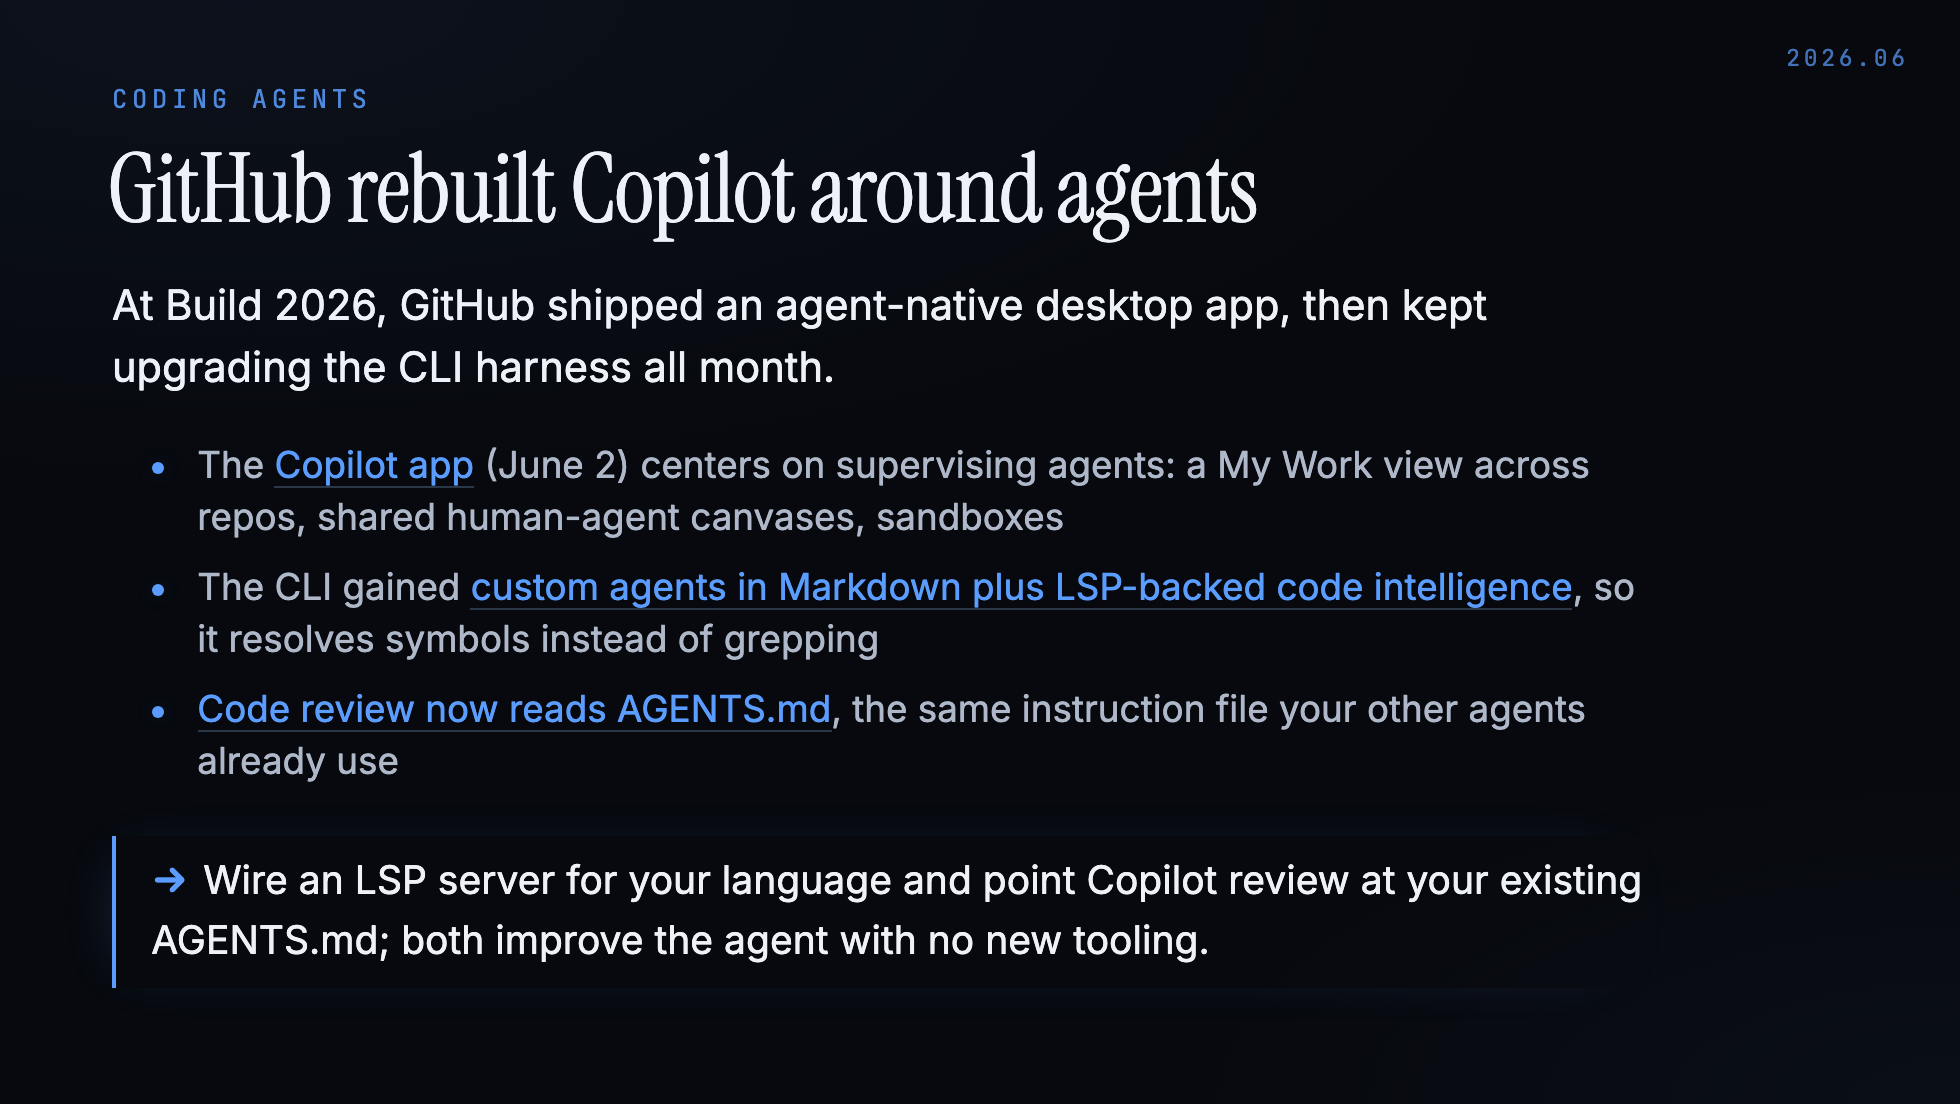 2026.06
CODING AGENTS
GitHub rebuilt Copilot around agents
At Build 2026, GitHub shipped an agent-native desktop app, then kept
upgrading the CLI harness all month.
• The Copilot app (June 2) centers on supervising agents: a My Work view across
repos, shared human-agent canvases, sandboxes
• The CLI gained custom agents in Markdown plus LSP-backed code intelligence, so
it resolves symbols instead of grepping
• Code review now reads AGENTS.md, the same instruction file your other agents
already use
→ Wire an LSP server for your language and point Copilot review at your existing
AGENTS.md; both improve the agent with no new tooling.